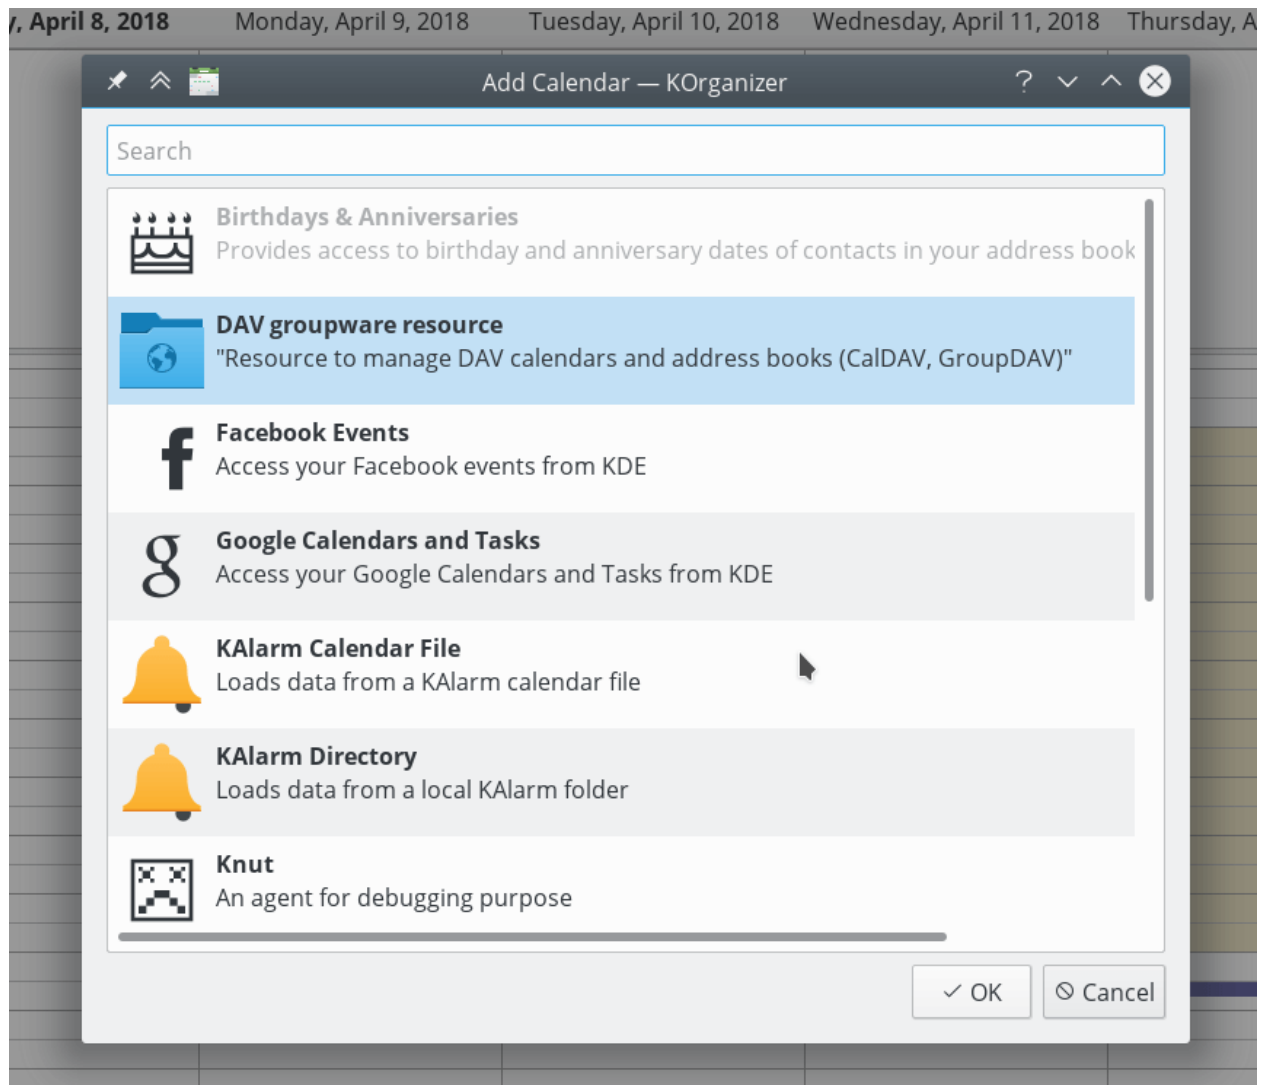 , April 8, 2018 Monday, April 9, 2018 Tuesday, April 10, 2018 Wednesday, April 11, 2018 Thursday, A
Add Calendar — KOrganizer
Search
Birthdays & Anniversaries
Provides access to birthday and anniversary dates of contacts in your address book
DAV groupware resource
"Resource to manage DAV calendars and address books (CalDAV, GroupDAV)"
Facebook Events
Access your Facebook events from KDE
Google Calendars and Tasks
Access your Google Calendars and Tasks from KDE
KAlarm Calendar File
Loads data from a KAlarm calendar file
KAlarm Directory
Loads data from a local KAlarm folder
Knut
An agent for debugging purpose
OK Cancel